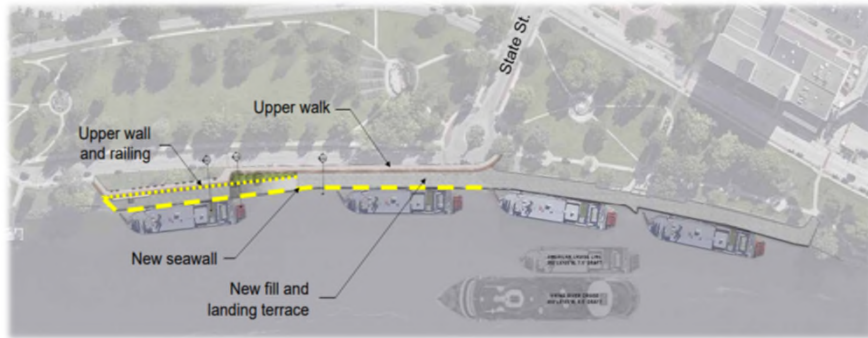 State St.
Upper walk
Upper wall
and railing
New seawall
New fill and
landing terrace